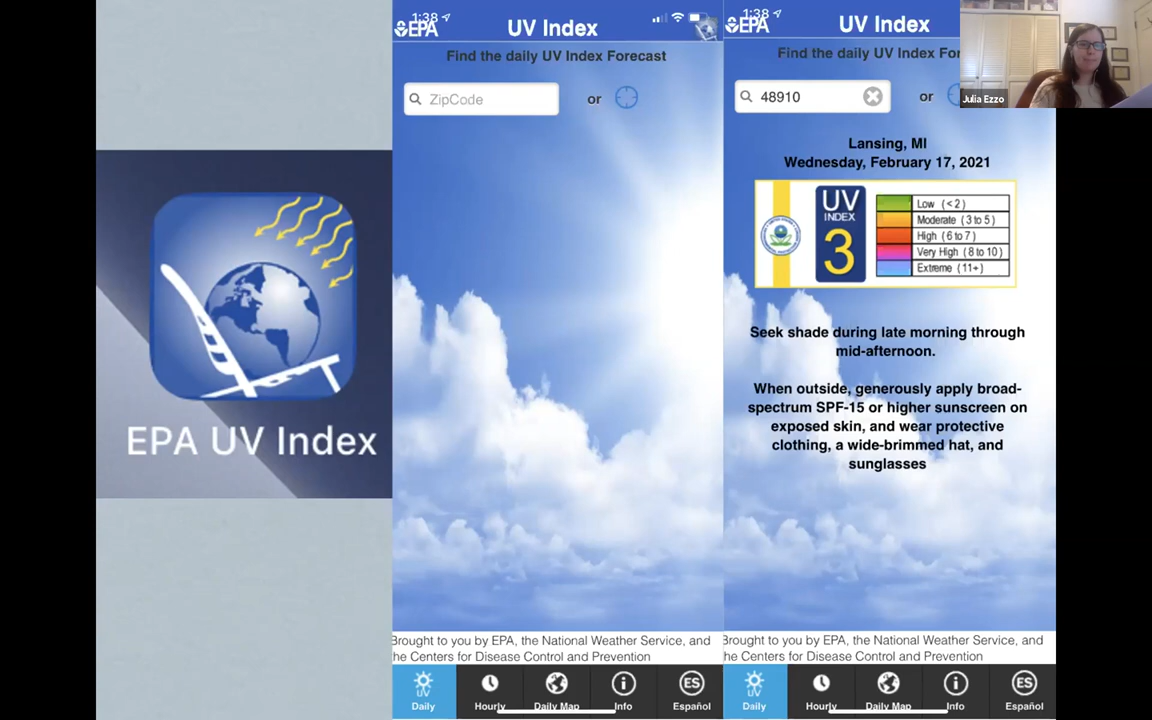 EPA UV Index
1:38
EPA
UV Index
Find the daily UV Index Forecast
ZipCode
or
Brought to you by EPA, the National Weather Service, and
he Centers for Disease Control and Prevention
UV
Daily
Hourly
Daily Map
Info
ES
Español
1:38
EPA
UV Index
Find the daily UV Index For
48910
or
Lansing, MI
Wednesday, February 17, 2021
UV
INDEX
3
Low (<2)
Moderate (3 to 5)
High (6 to 7)
Very High (8 to 10)
Extreme (11+)
Seek shade during late morning through
mid-afternoon.
When outside, generously apply broad-
spectrum SPF-15 or higher sunscreen on
exposed skin, and wear protective
clothing, a wide-brimmed hat, and
sunglasses
Brought to you by EPA, the National Weather Service, and
he Centers for Disease Control and Prevention
UV
Daily
Hourly
Daily Map
Info
ES
Español
Julia Ezzo